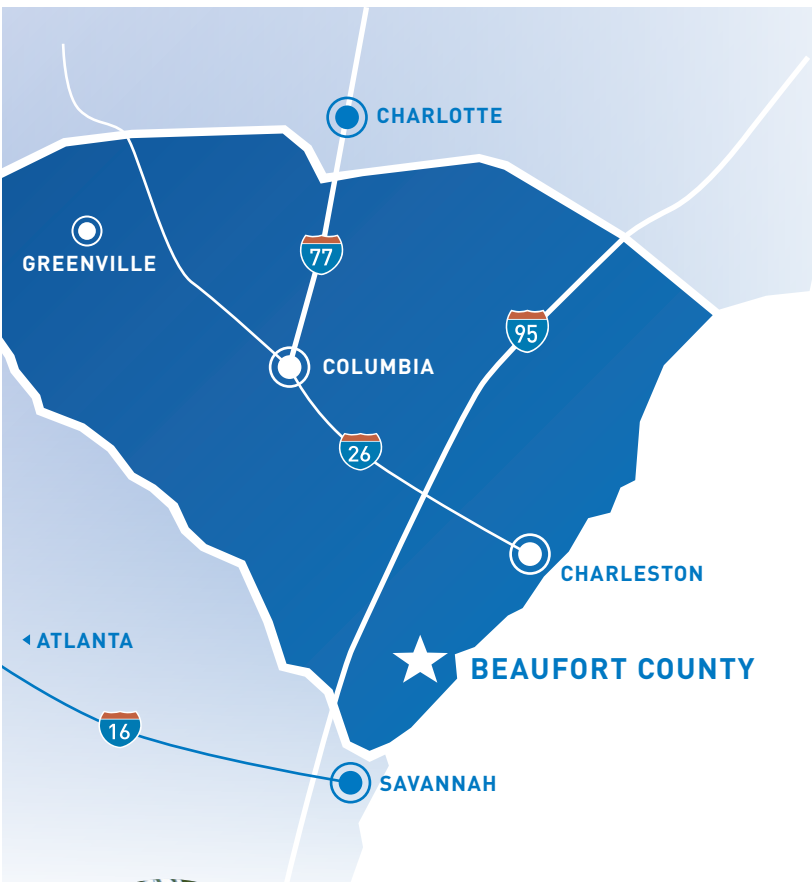 CHARLOTTE
GREENVILLE
77
95
COLUMBIA
26
CHARLESTON
ATLANTA
BEAUFORT COUNTY
16
SAVANNAH